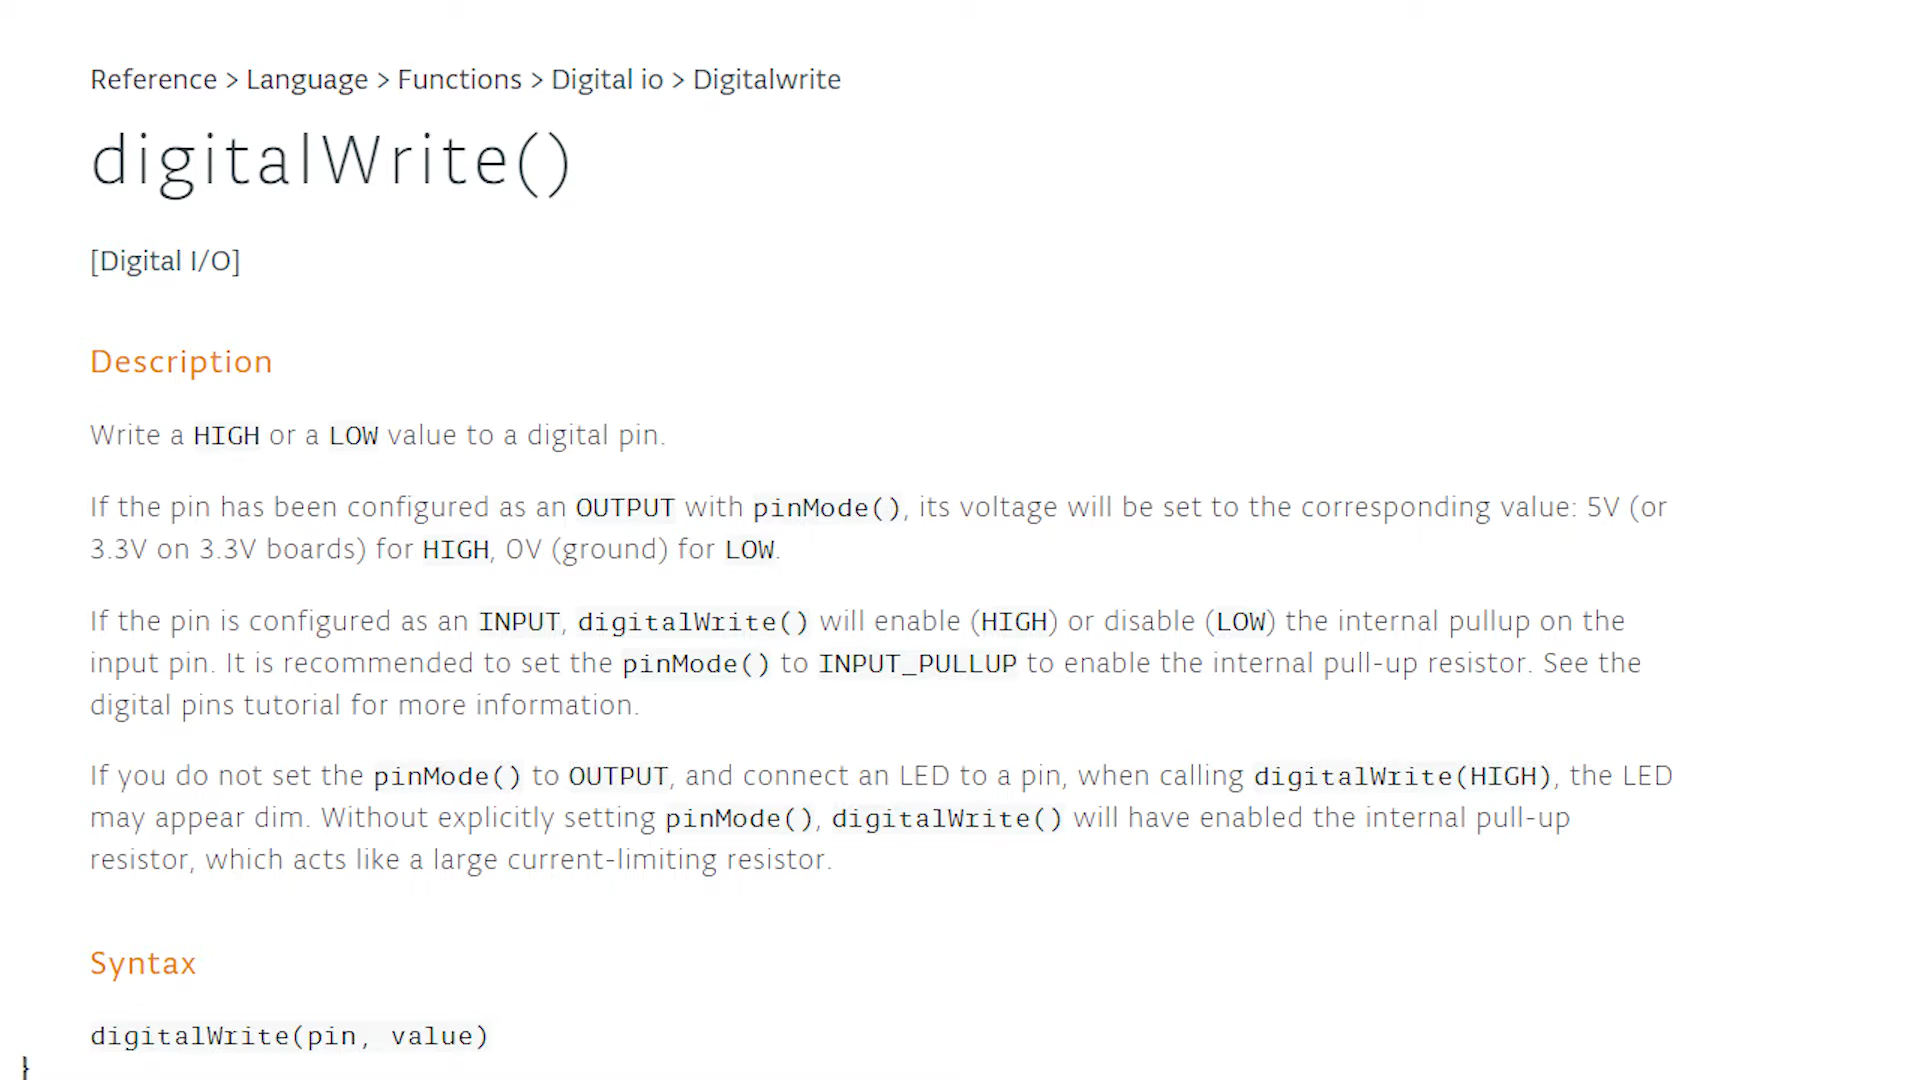 Reference > Language > Functions > Digital io > Digitalwrite
digitalWrite()
[Digital I/O]
Description
Write a HIGH or a LOW value to a digital pin.
If the pin has been configured as an OUTPUT with pinMode(), its voltage will be set to the corresponding value: 5V (or
3.3V on 3.3V boards) for HIGH, 0V (ground) for LOW.
If the pin is configured as an INPUT, digitalWrite() will enable (HIGH) or disable (LOW) the internal pullup on the
input pin. It is recommended to set the pinMode() to INPUT_PULLUP to enable the internal pull-up resistor. See the
digital pins tutorial for more information.
If you do not set the pinMode() to OUTPUT, and connect an LED to a pin, when calling digitalWrite(HIGH), the LED
may appear dim. Without explicitly setting pinMode(), digitalWrite() will have enabled the internal pull-up
resistor, which acts like a large current-limiting resistor.
Syntax
digitalWrite(pin, value)
}